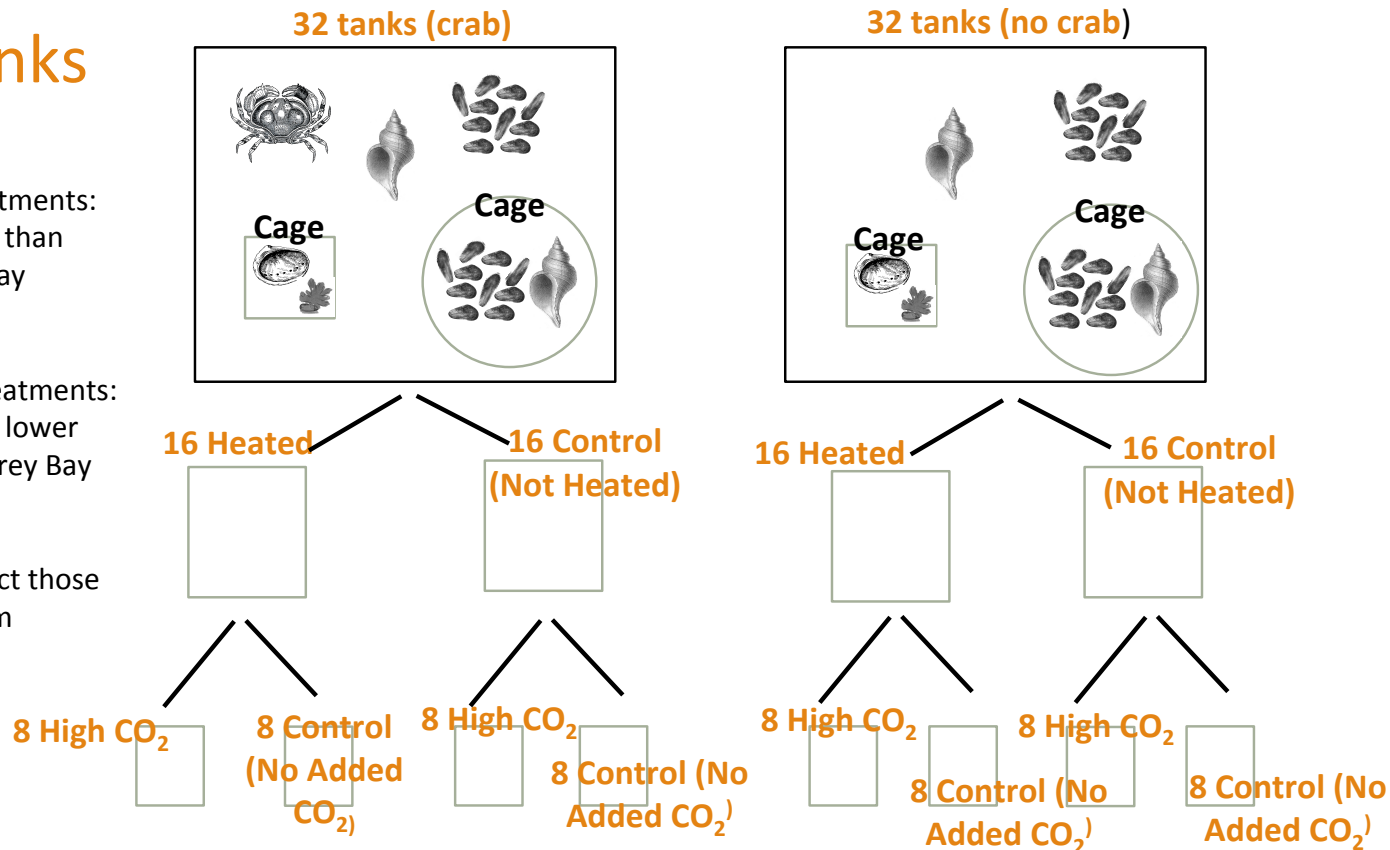 nks
tments:
than
ay
eatments:
lower
rey Bay
ct those
m
32 tanks (crab)
Cage
Cage
16 Heated
16 Control
(Not Heated)
8 High CO₂
8 Control
(No Added
CO₂)
8 High CO₂
8 Control (No
Added CO₂)
32 tanks (no crab)
Cage
Cage
16 Heated
16 Control
(Not Heated)
8 High CO₂
8 Control (No
Added CO₂)
8 High CO₂
8 Control (No
Added CO₂)